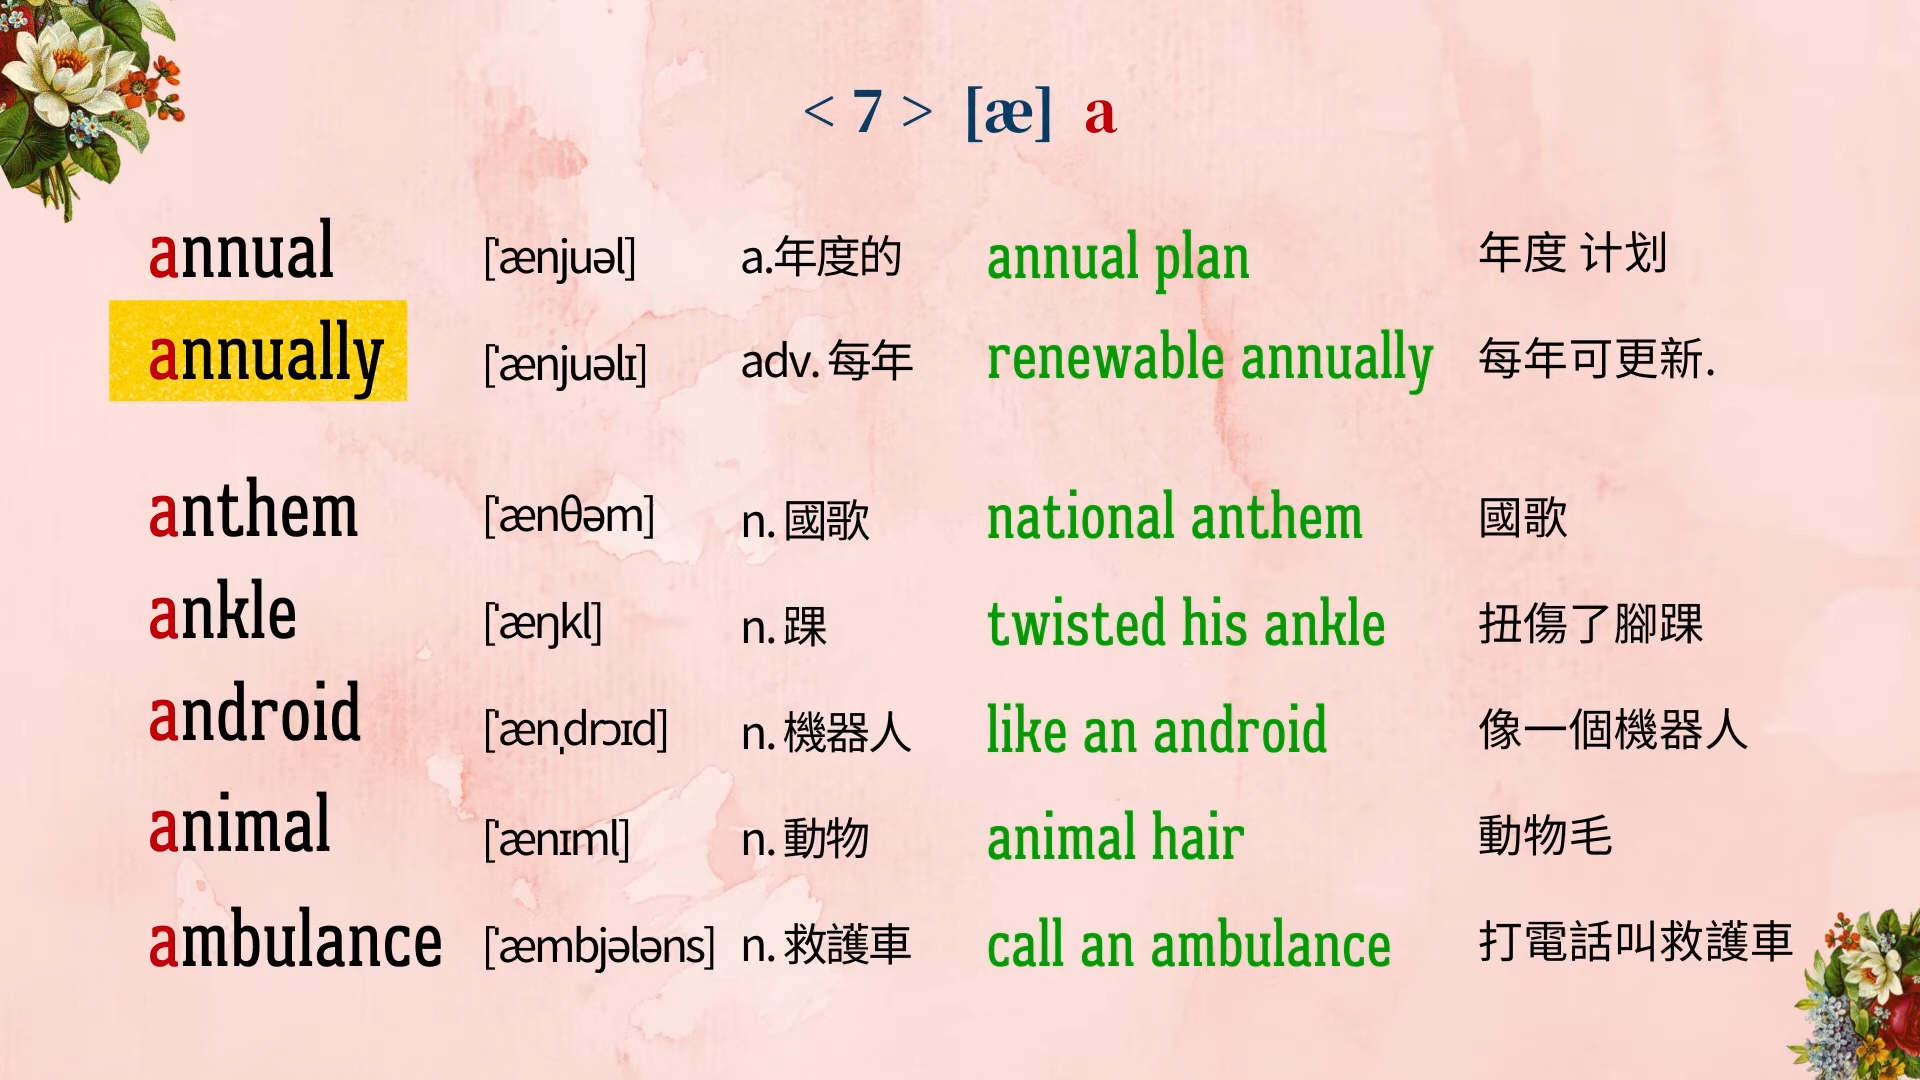 < 7 > [æ] a
annual ['ænjuəl] a.年度的 annual plan 年度 计划
annually ['ænjuəlɪ] adv. 每年 renewable annually 每年可更新.
anthem ['ænθəm] n. 國歌 national anthem 國歌
ankle ['æŋkl] n. 踝 twisted his ankle 扭傷了腳踝
android ['ænˌdrɔɪd] n. 機器人 like an android 像一個機器人
animal ['ænɪml] n. 動物 animal hair 動物毛
ambulance ['æmbjələns] n. 救護車 call an ambulance 打電話叫救護車